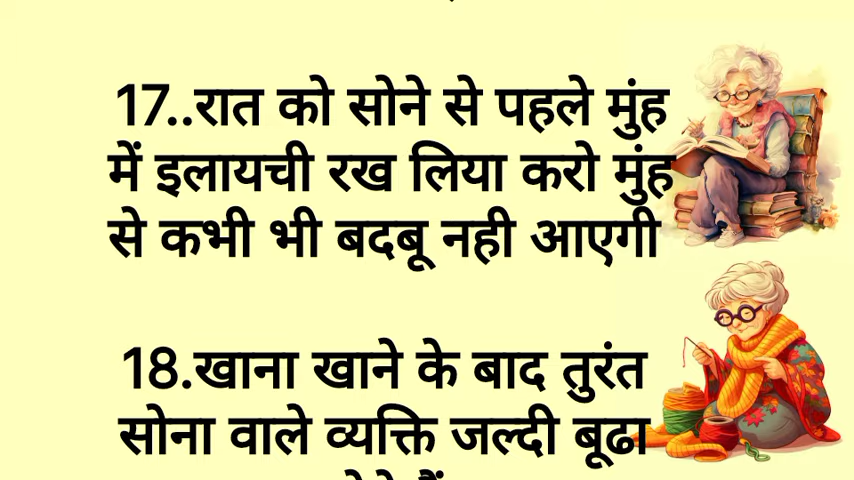 17..रात को सोने से पहले मुंह
में इलायची रख लिया करो मुंह
से कभी भी बदबू नही आएगी
18.खाना खाने के बाद तुरंत
सोना वाले व्यक्ति जल्दी बूढा